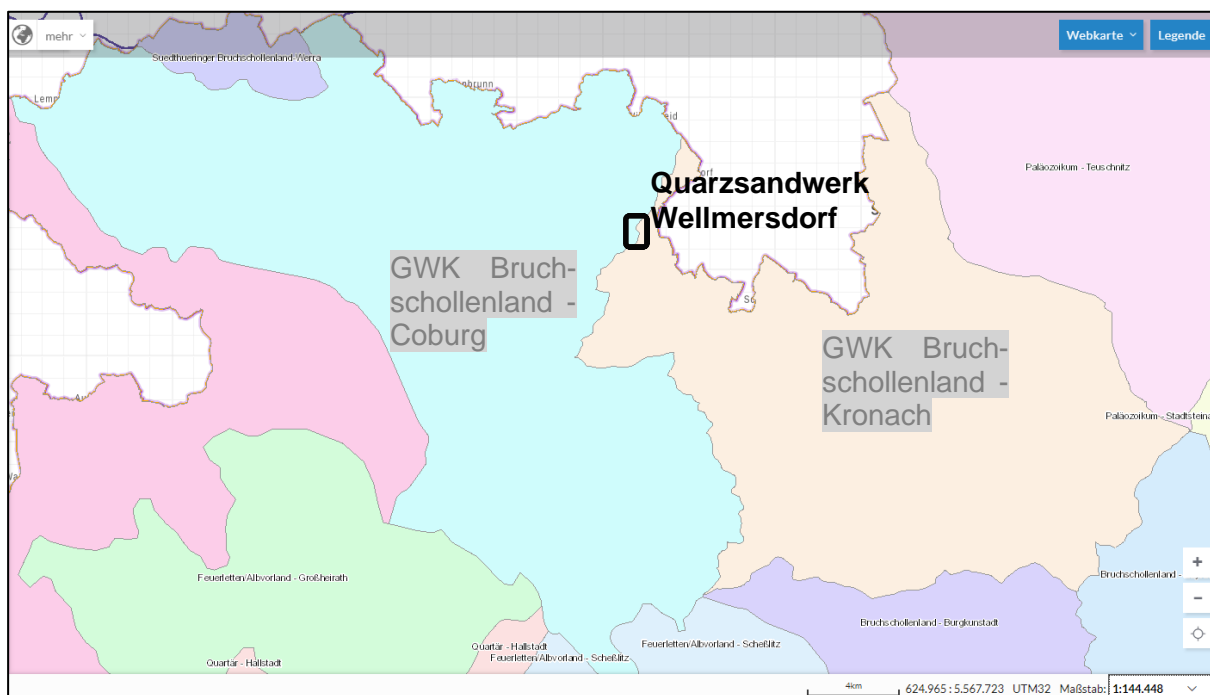 mehr
Webkarte
Legende
Suedthueringer Bruchschollenland-Werra
Paläozoikum - Teuschnitz
Quarzsandwerk
Wellmersdorf
GWK Bruch-
schollenland -
Coburg
GWK Bruch-
schollenland -
Kronach
Paläozoikum - Stadtsteina
Feuerletten/Albvorland - Großheirath
Bruchschollenland -
Bruchschollenland - Burgkunstadt
Quartär - Hallstadt
Feuerletten/Albvorland - Scheßlitz
Feuerletten/Albvorland - Scheßlitz
Quartär - Hallstadt
+
−
4km
624.965 : 5.567.723 UTM32 Maßstab: 1:144.448